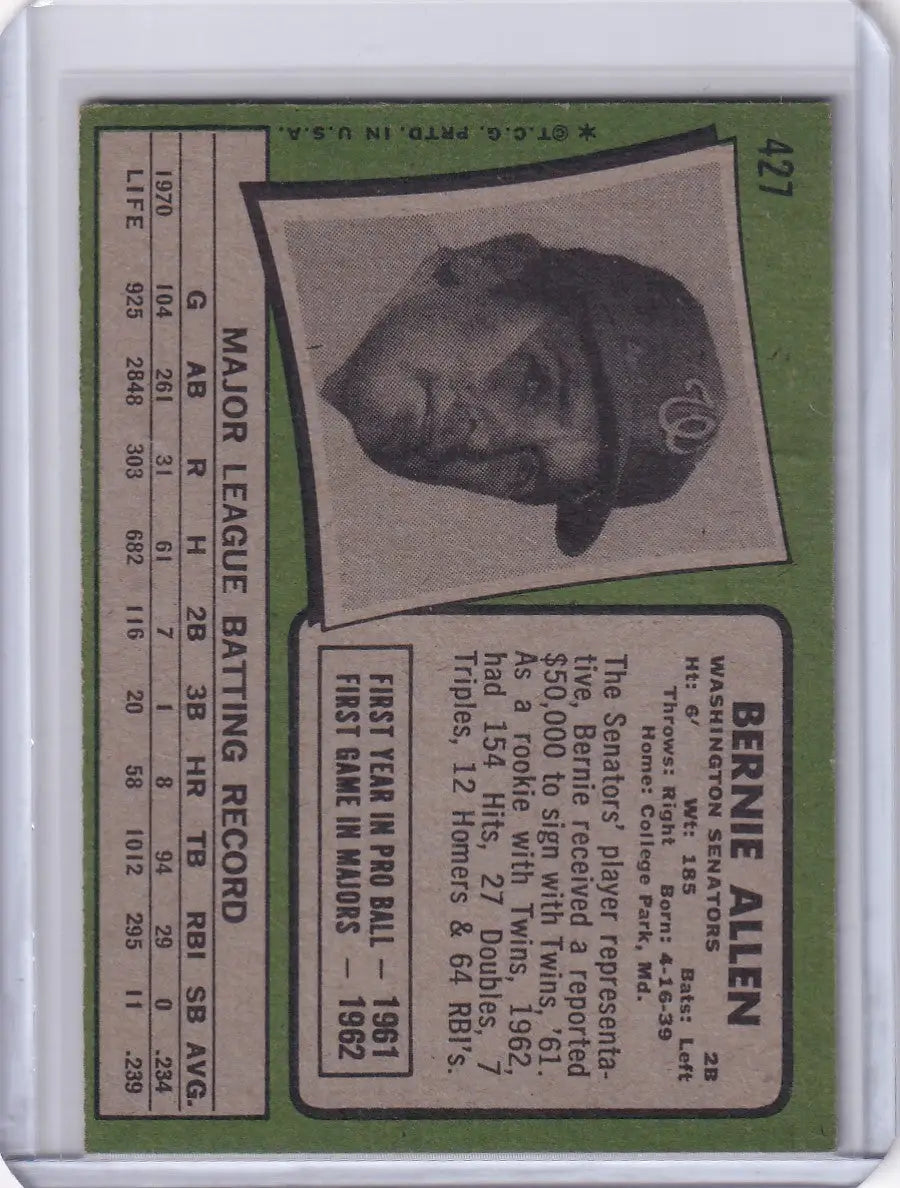 427
* ©T.C.G. PRTD. IN U.S.A.
W
BERNIE ALLEN
WASHINGTON SENATORS 2B
Ht: 6' Wt: 185 Bats: Left
Throws: Right Born: 4-16-39
Home: College Park, Md.
The Senators' player representa-
tive, Bernie received a reported
$50,000 to sign with Twins, '61.
As a rookie with Twins, 1962,
had 154 Hits, 27 Doubles, 7
Triples, 12 Homers & 64 RBI's.
FIRST YEAR IN PRO BALL — 1961
FIRST GAME IN MAJORS — 1962
MAJOR LEAGUE BATTING RECORD
G AB R H 2B 3B HR TB RBI SB AVG.
1970 104 261 31 61 7 1 8 94 29 0 .234
LIFE 925 2848 303 682 116 20 58 1012 295 11 .239